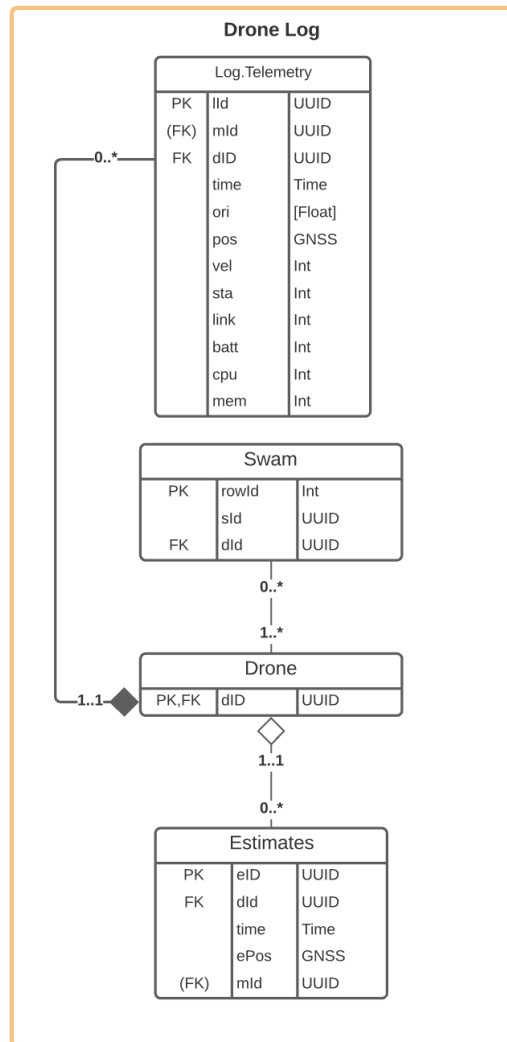 Drone Log
Log.Telemetry
PK lId UUID
(FK) mId UUID
0..* FK dID UUID
time Time
ori [Float]
pos GNSS
vel Int
sta Int
link Int
batt Int
cpu Int
mem Int
Swam
PK rowId Int
sId UUID
FK dId UUID
0..*
1..*
Drone
1..1 PK,FK dID UUID
1..1
0..*
Estimates
PK eID UUID
FK dId UUID
time Time
ePos GNSS
(FK) mId UUID